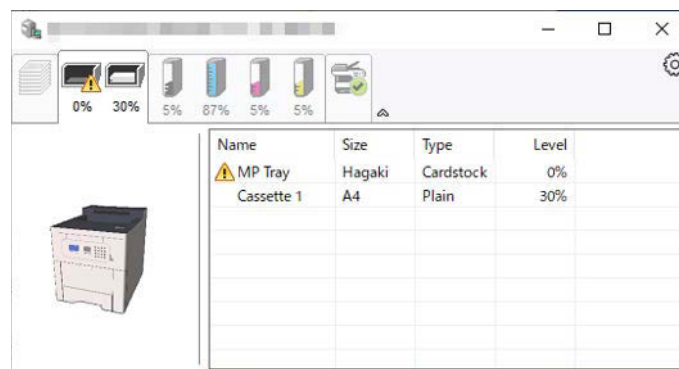 0% 30% 5% 87% 5% 5%
Name Size Type Level
MP Tray Hagaki Cardstock 0%
Cassette 1 A4 Plain 30%